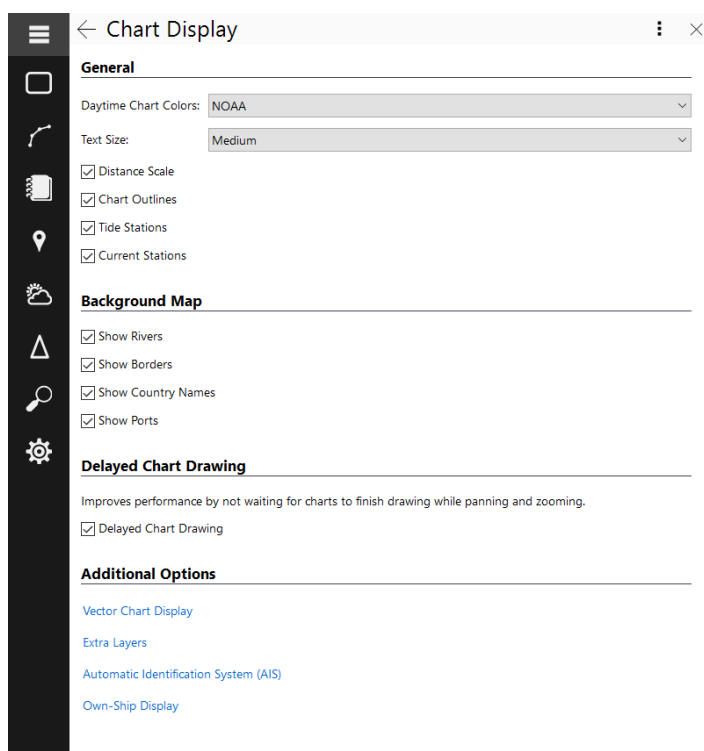 Chart Display
General
Daytime Chart Colors: NOAA
Text Size: Medium
Distance Scale
Chart Outlines
Tide Stations
Current Stations
Background Map
Show Rivers
Show Borders
Show Country Names
Show Ports
Delayed Chart Drawing
Improves performance by not waiting for charts to finish drawing while panning and zooming.
Delayed Chart Drawing
Additional Options
Vector Chart Display
Extra Layers
Automatic Identification System (AIS)
Own-Ship Display